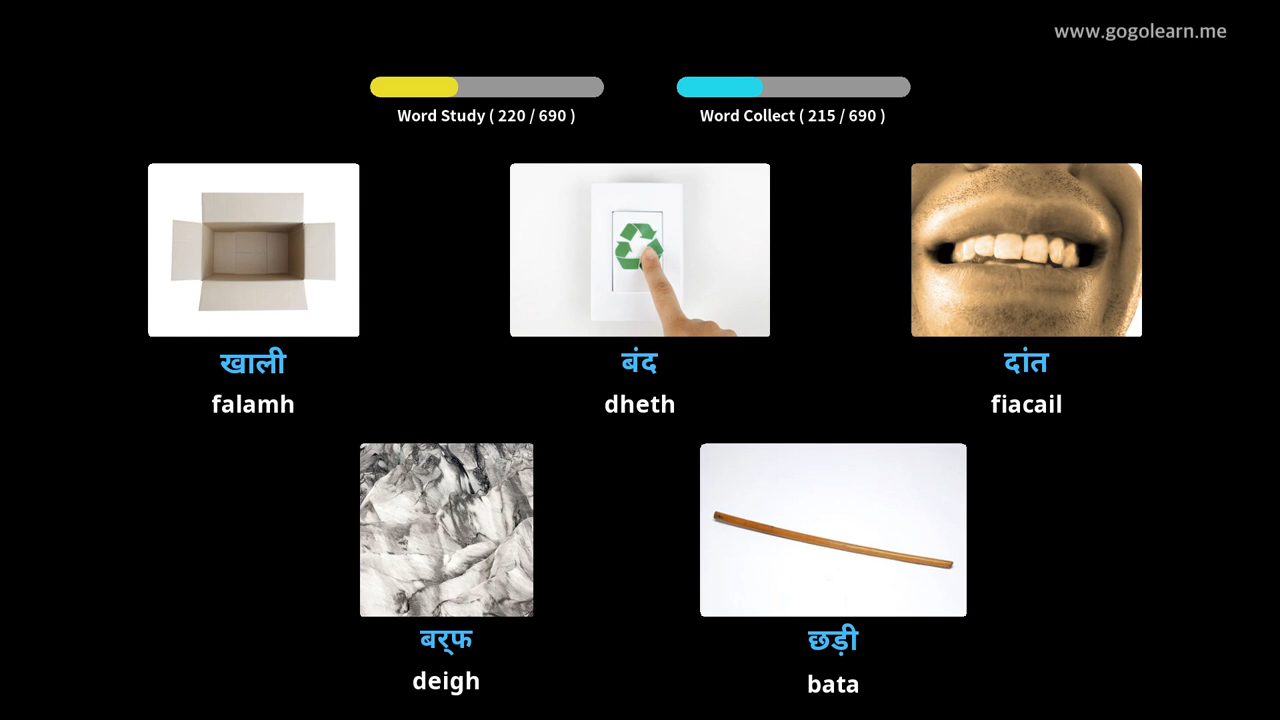 www.gogolearn.me
Word Study ( 220 / 690 )
Word Collect ( 215 / 690 )
खाली
falamh
बंद
dheth
दांत
fiacail
बर्फ
deigh
छड़ी
bata